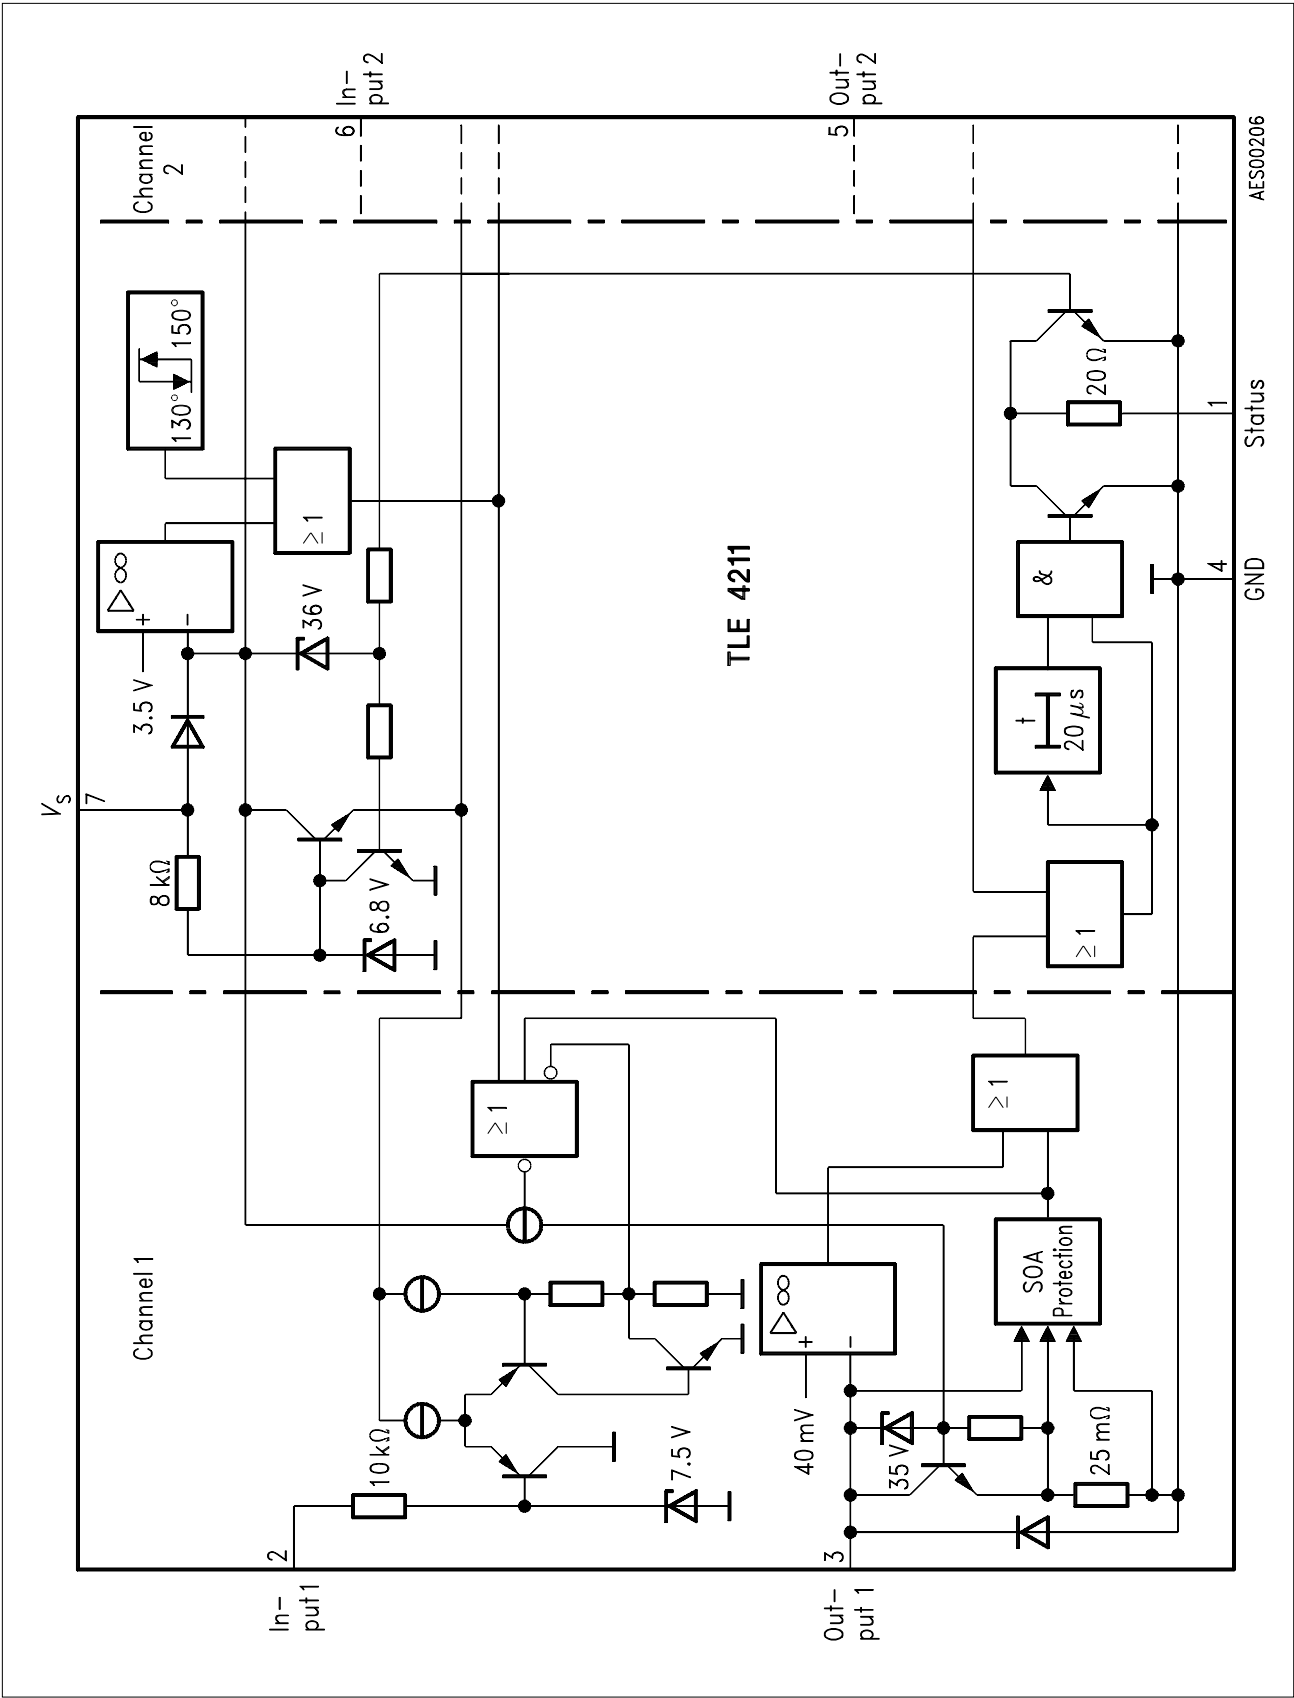 Channel 1
In-
put 1
2
10 kΩ
7.5 V
≥ 1
Out-
put 1
3
40 mV
+
-
▷ ∞
35 V
25 mΩ
SOA
Protection
≥ 1
VS
7
8 kΩ
6.8 V
3.5 V
+
-
▷ ∞
36 V
130° 150°
≥ 1
TLE 4211
≥ 1
t
20 μs
&
20 Ω
4
GND
1
Status
Channel
2
6
In-
put 2
5
Out-
put 2
AES00206